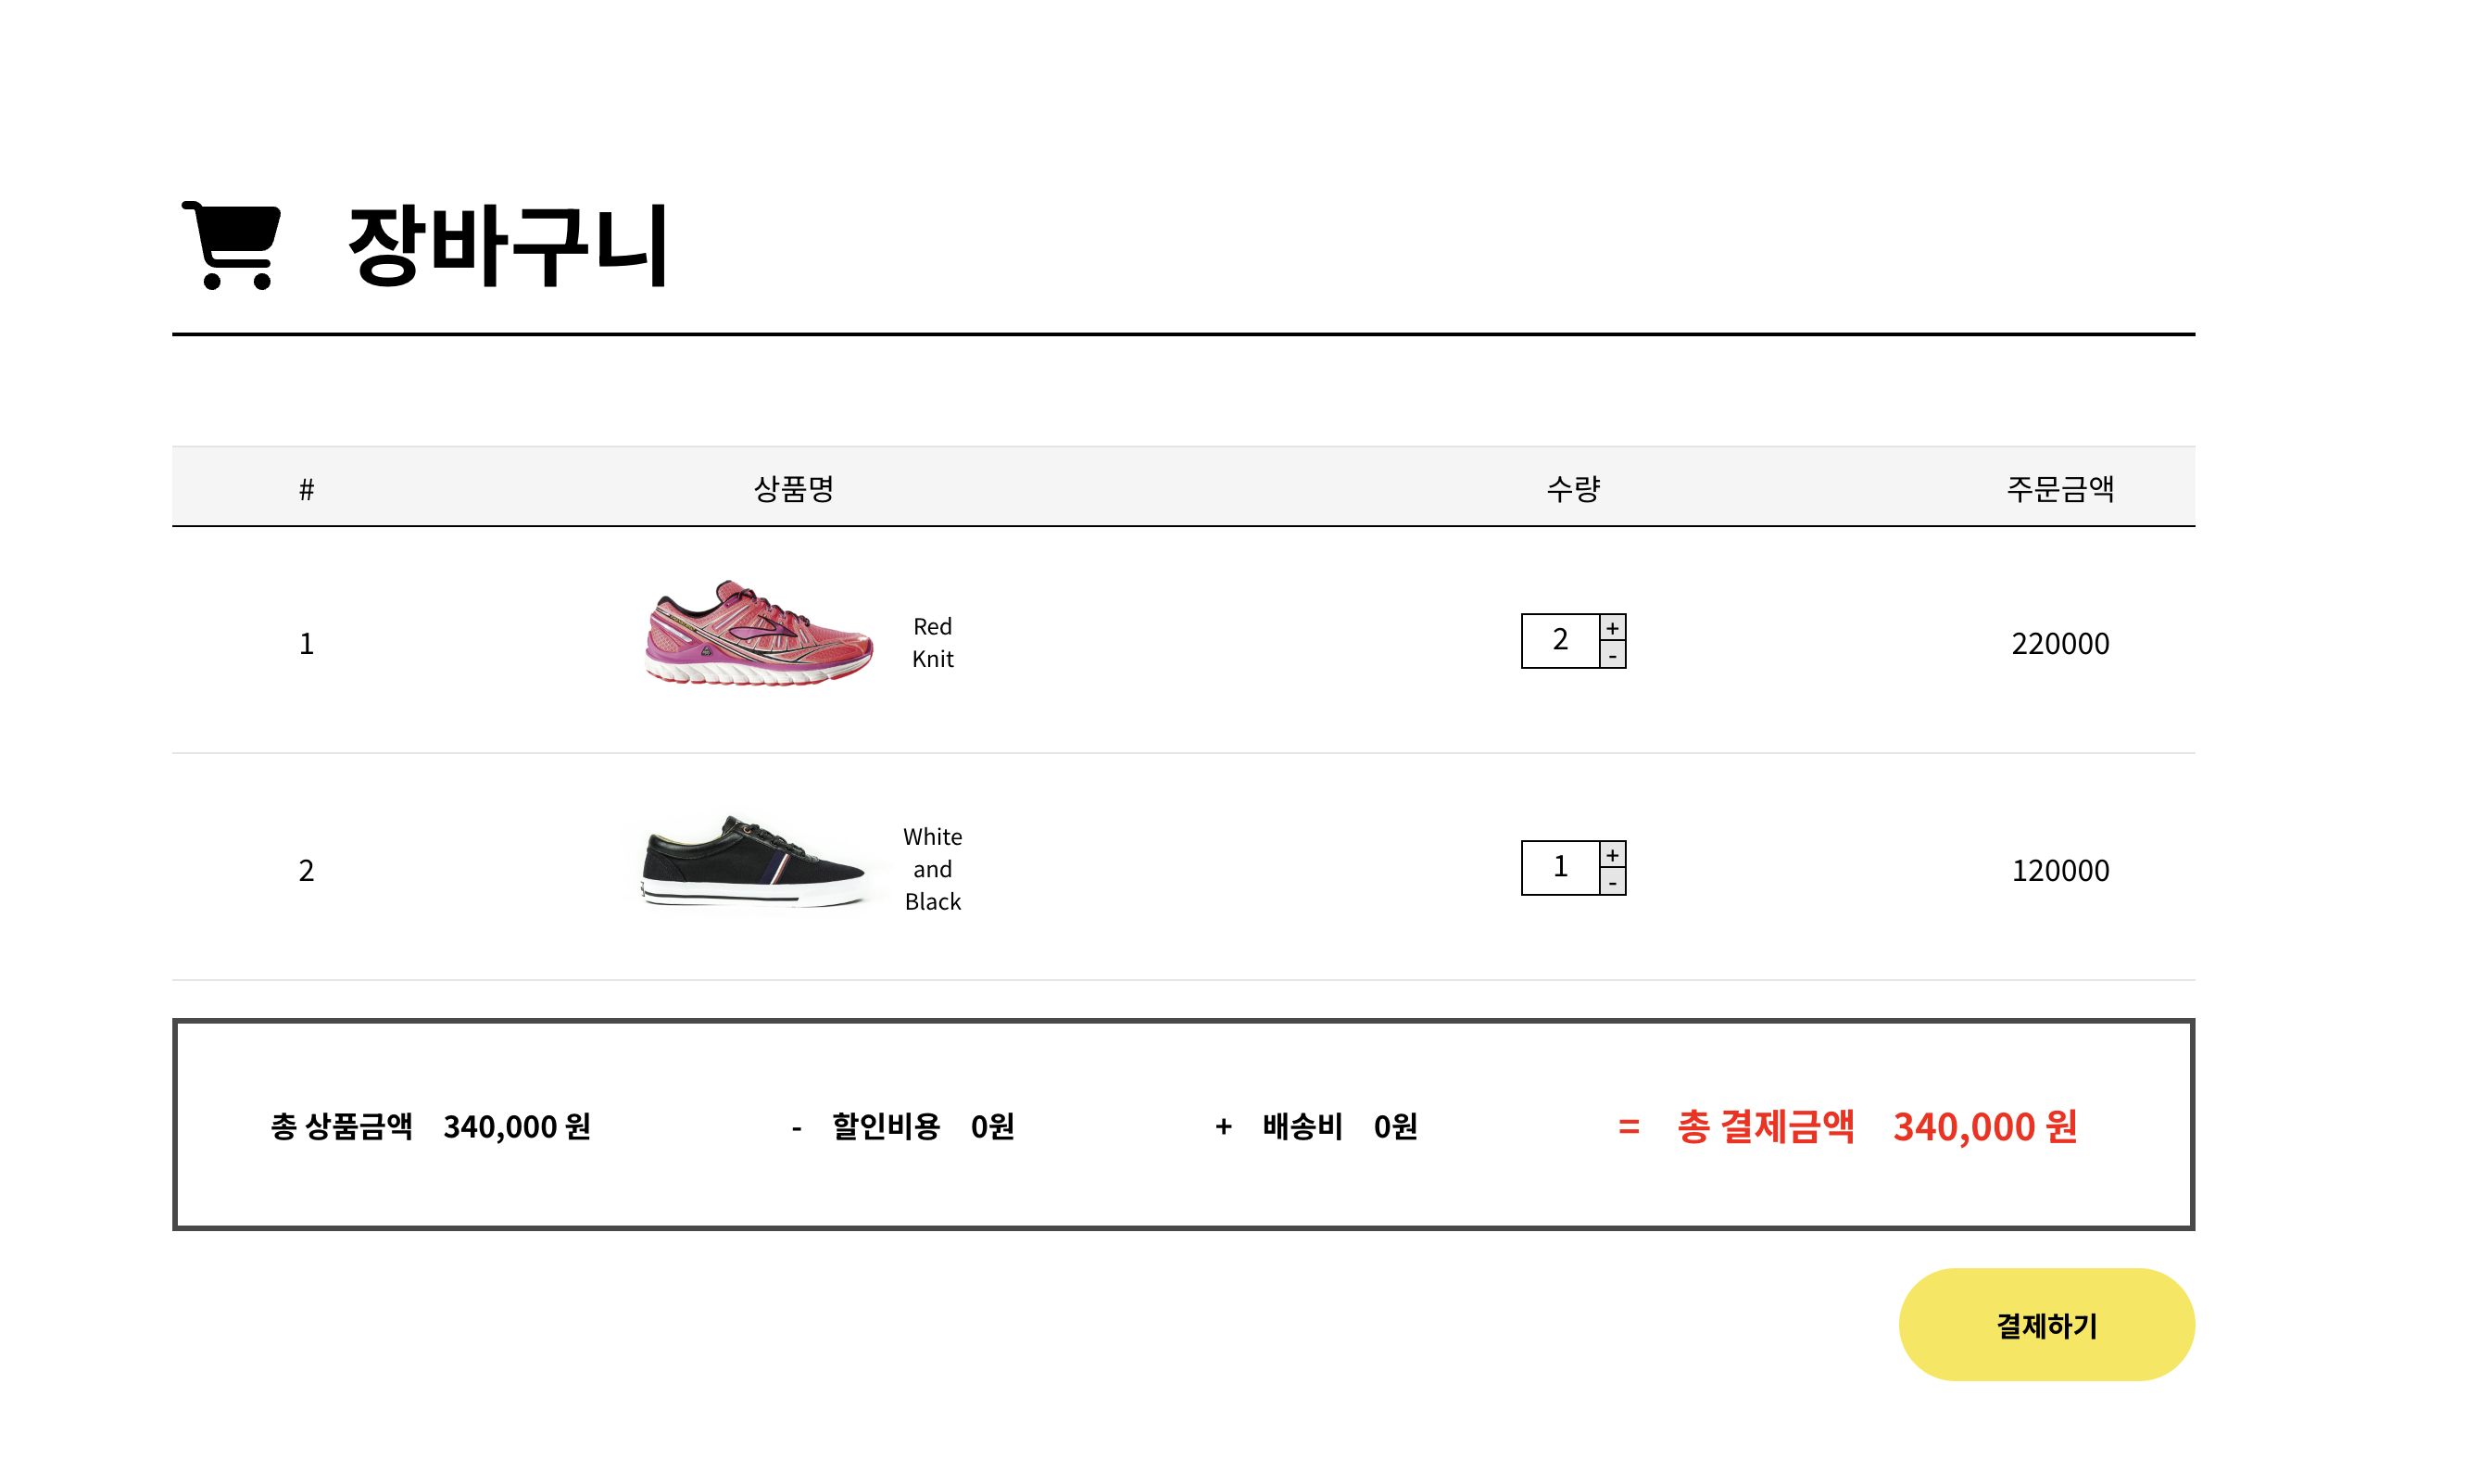 장바구니
# 상품명 수량 주문금액
1 Red Knit 2 + - 220000
2 White and Black 1 + - 120000
총 상품금액 340,000 원 - 할인비용 0원 + 배송비 0원 = 총 결제금액 340,000 원
결제하기